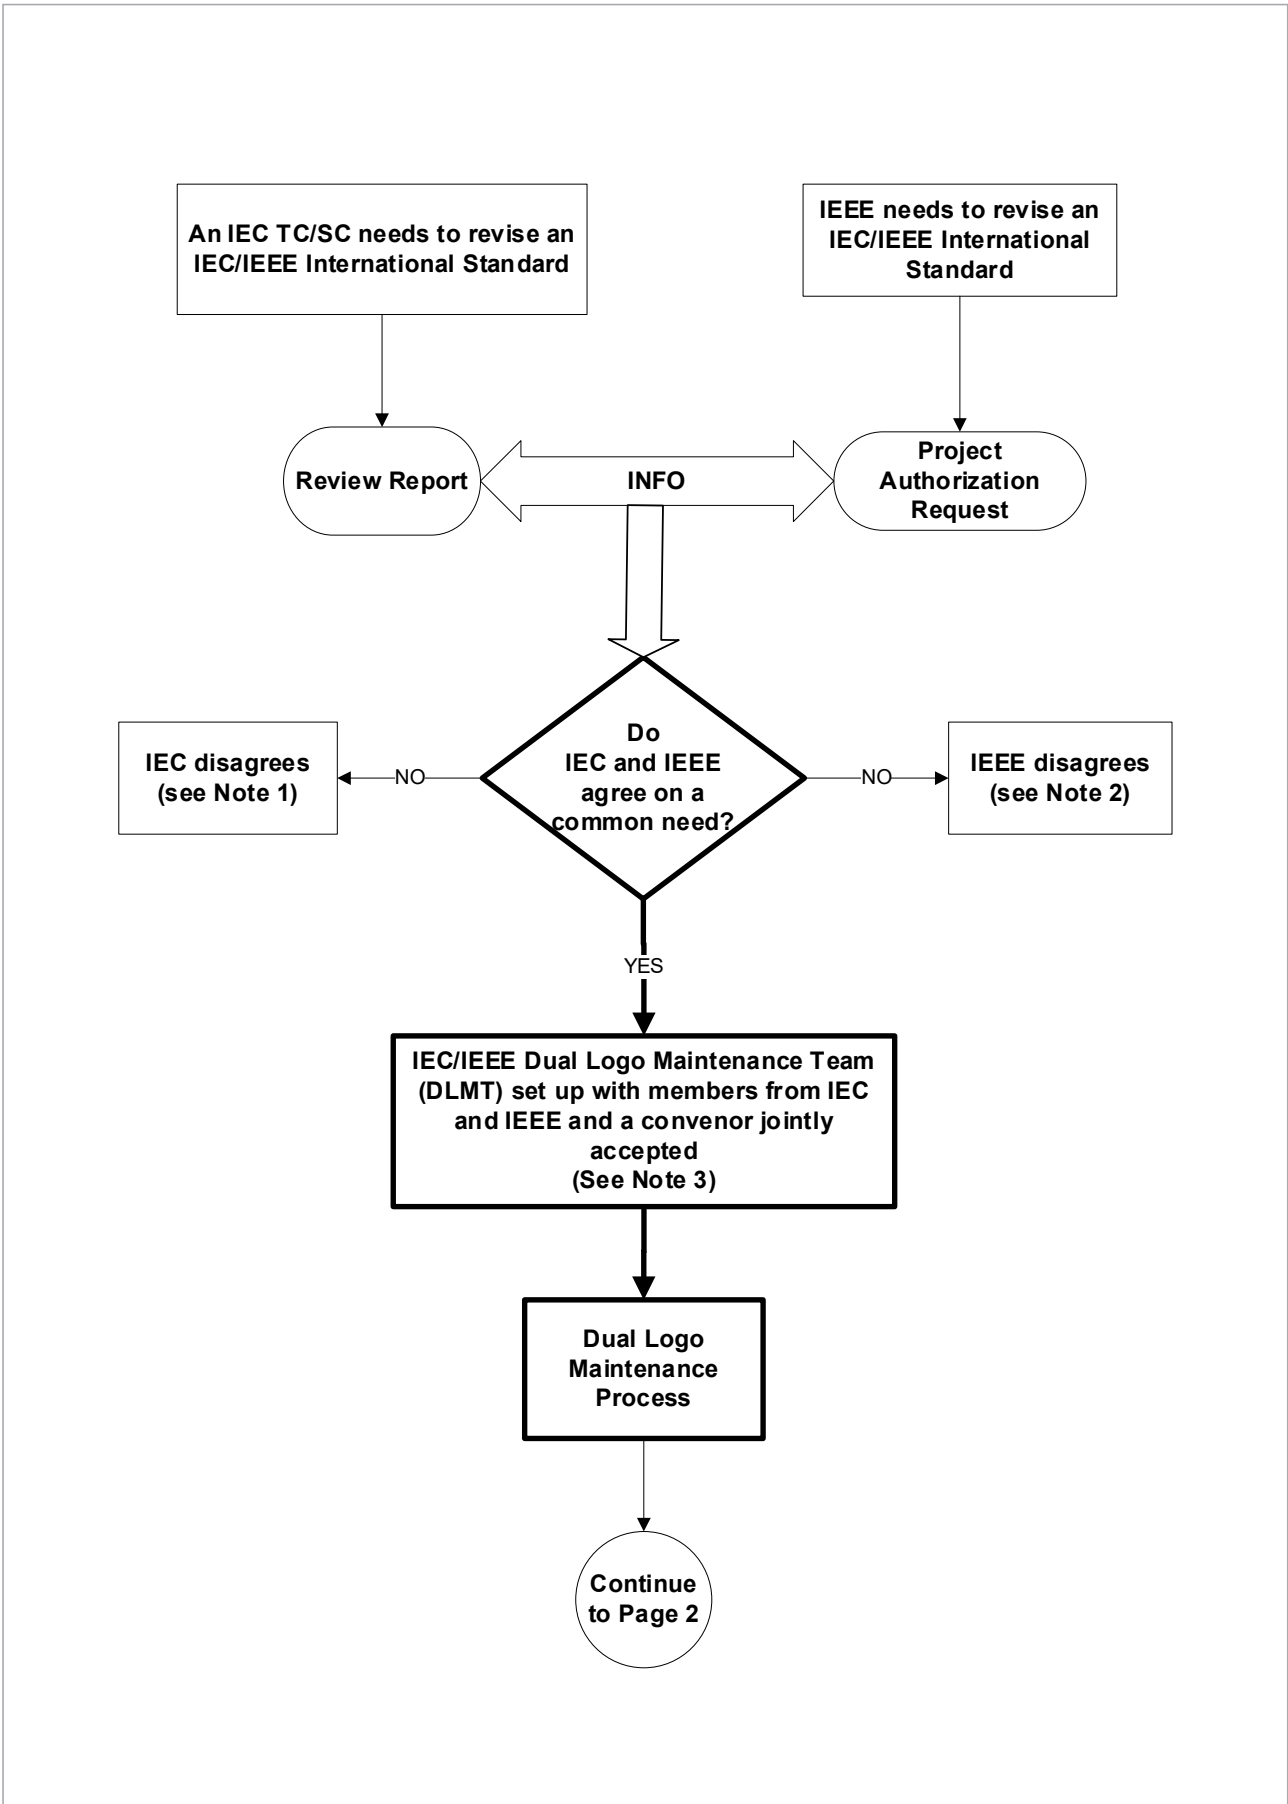 An IEC TC/SC needs to revise an
IEC/IEEE International Standard
IEEE needs to revise an
IEC/IEEE International
Standard
Review Report
INFO
Project
Authorization
Request
Do
IEC and IEEE
agree on a
common need?
IEC disagrees
(see Note 1)
NO
NO
IEEE disagrees
(see Note 2)
YES
IEC/IEEE Dual Logo Maintenance Team
(DLMT) set up with members from IEC
and IEEE and a convenor jointly
accepted
(See Note 3)
Dual Logo
Maintenance
Process
Continue
to Page 2